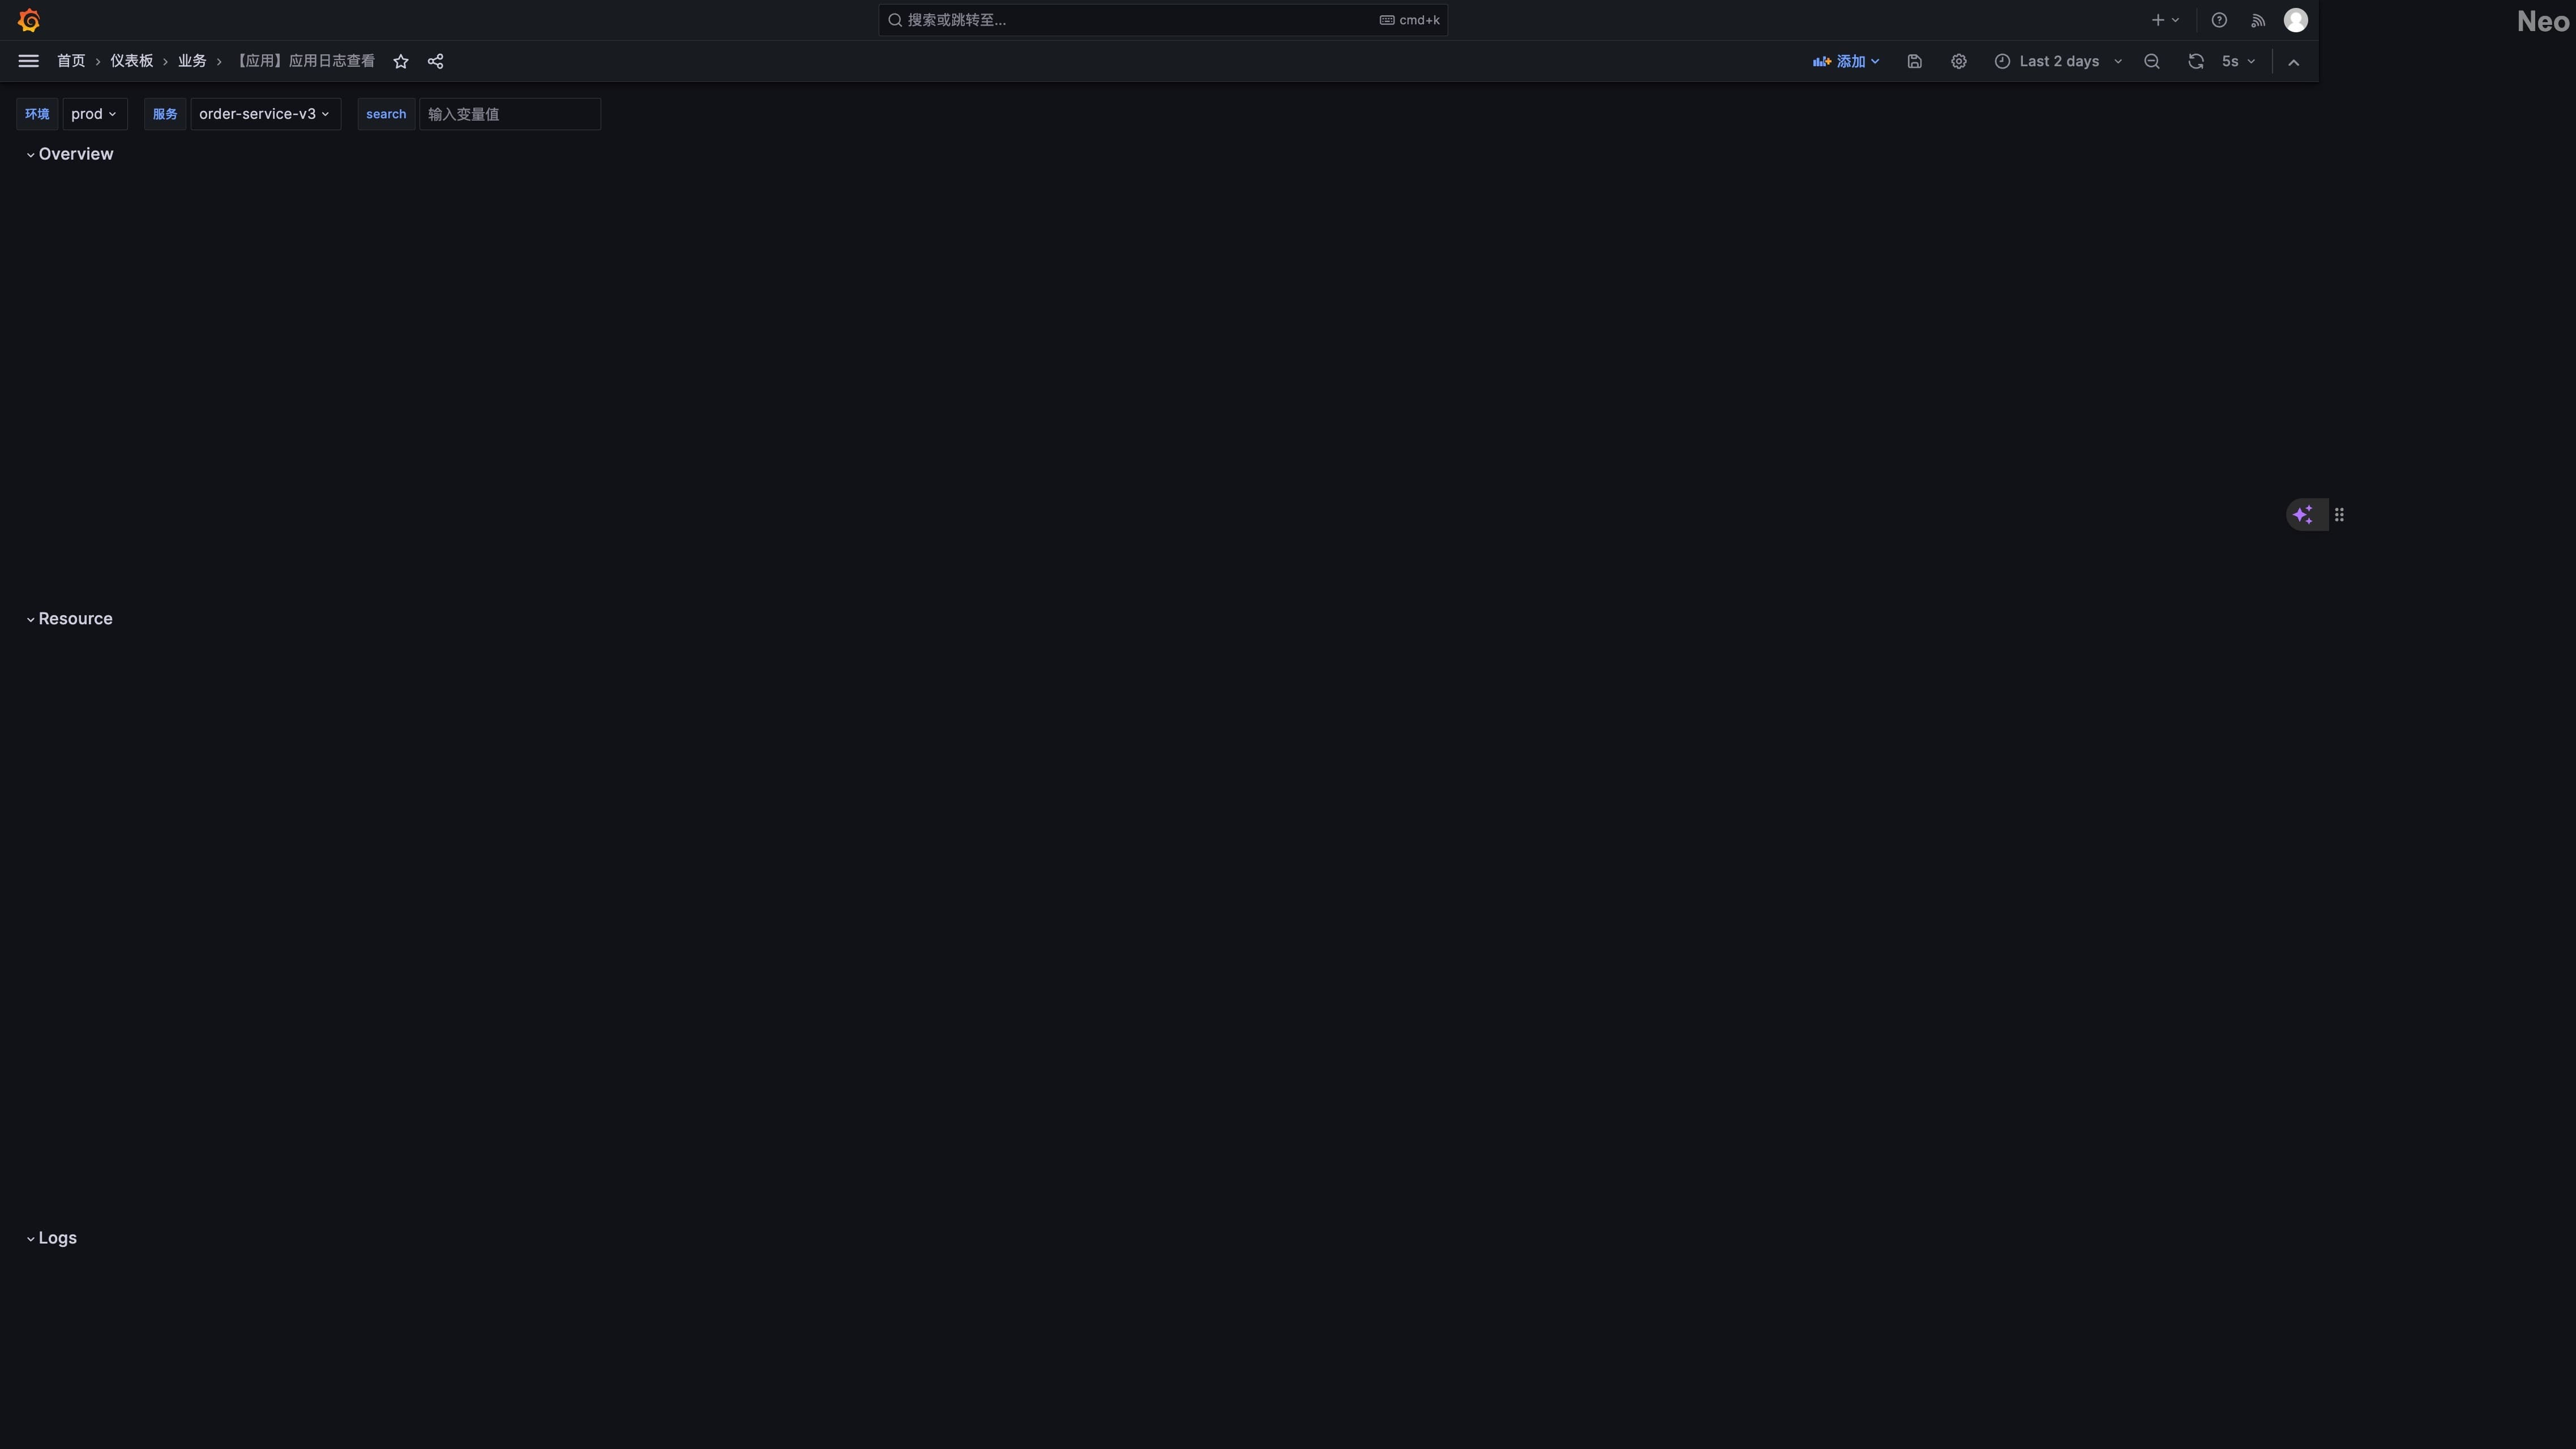 搜索或跳转至...
cmd+k
Neo
首页 › 仪表板 › 业务 › 【应用】应用日志查看
添加
Last 2 days
5s
环境 prod 服务 order-service-v3 search 输入变量值
Overview
Resource
Logs